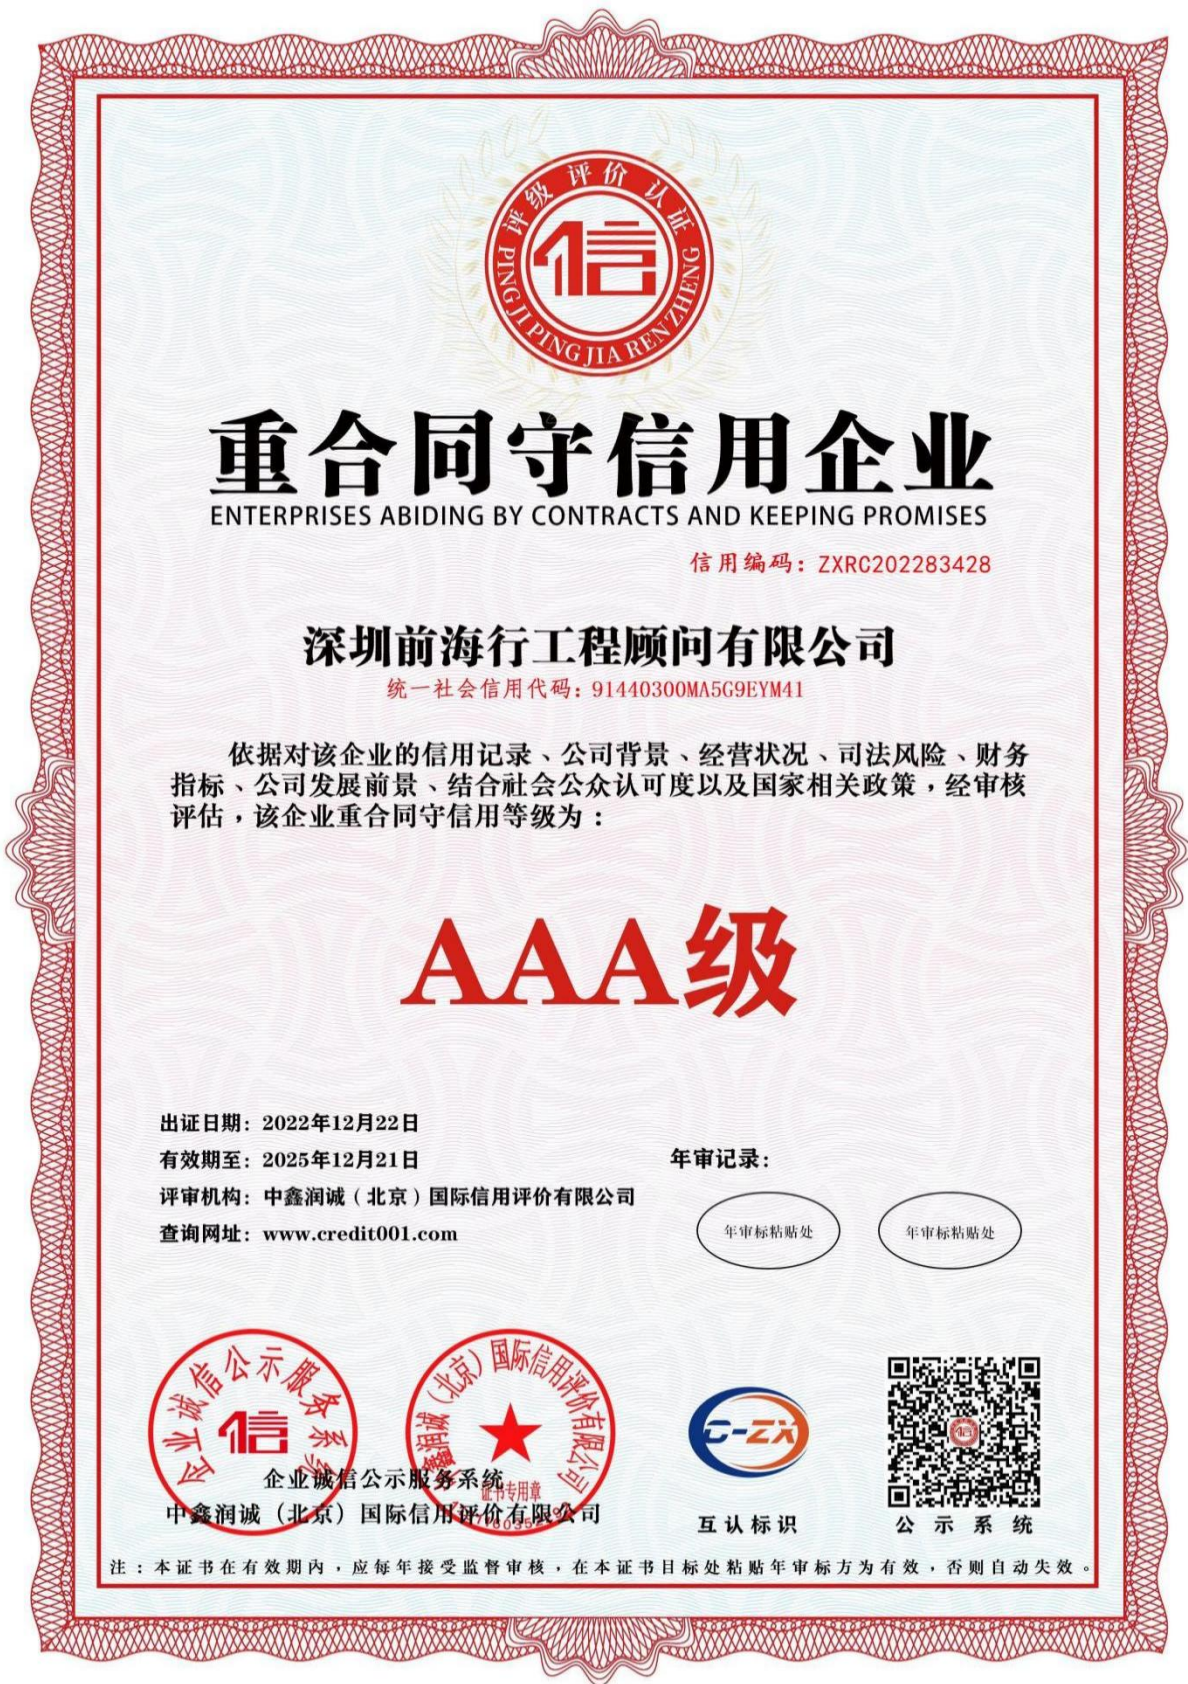 评级评价认证
信
PING JI PING JIA REN ZHENG
重合同守信用企业
ENTERPRISES ABIDING BY CONTRACTS AND KEEPING PROMISES
信用编码：ZXRC202283428
深圳前海行工程顾问有限公司
统一社会信用代码：91440300MA5G9EYM41
依据对该企业的信用记录、公司背景、经营状况、司法风险、财务
指标、公司发展前景、结合社会公众认可度以及国家相关政策，经审核
评估，该企业重合同守信用等级为：
AAA级
出证日期：2022年12月22日
有效期至：2025年12月21日
年审记录：
评审机构：中鑫润诚（北京）国际信用评价有限公司
查询网址：www.credit001.com
年审标粘贴处
年审标粘贴处
企业诚信公示服务系统
信
鑫润诚（北京）国际信用评价有限公司
证书专用章
C-ZX
信
企业诚信公示服务系统
中鑫润诚（北京）国际信用评价有限公司
互认标识
公示系统
注：本证书在有效期内，应每年接受监督审核，在本证书目标处粘贴年审标方为有效，否则自动失效。